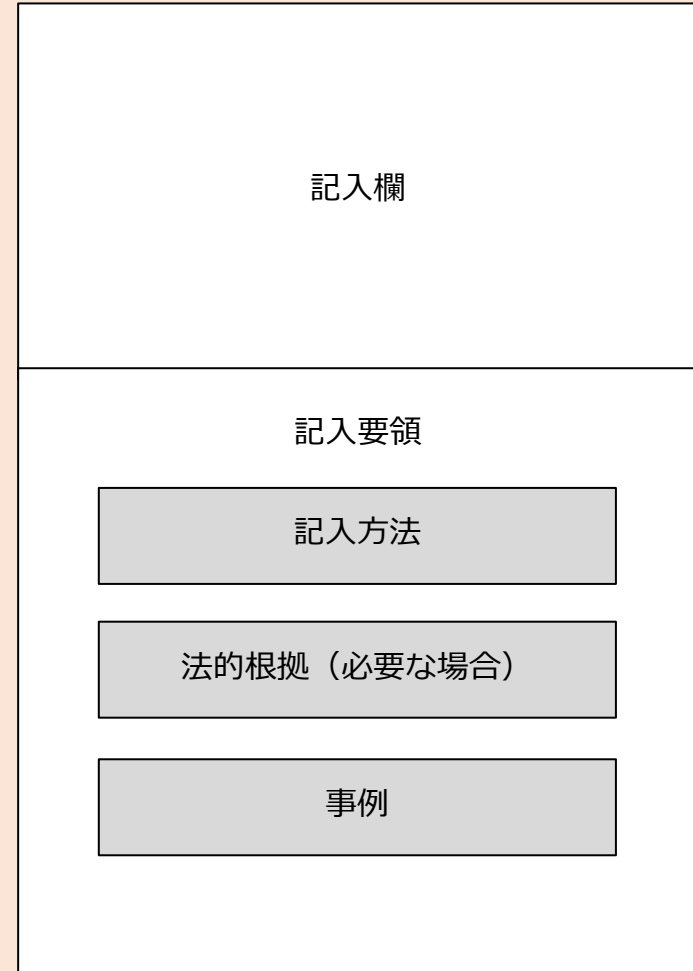 記入欄
記入要領
記入方法
法的根拠（必要な場合）
事例